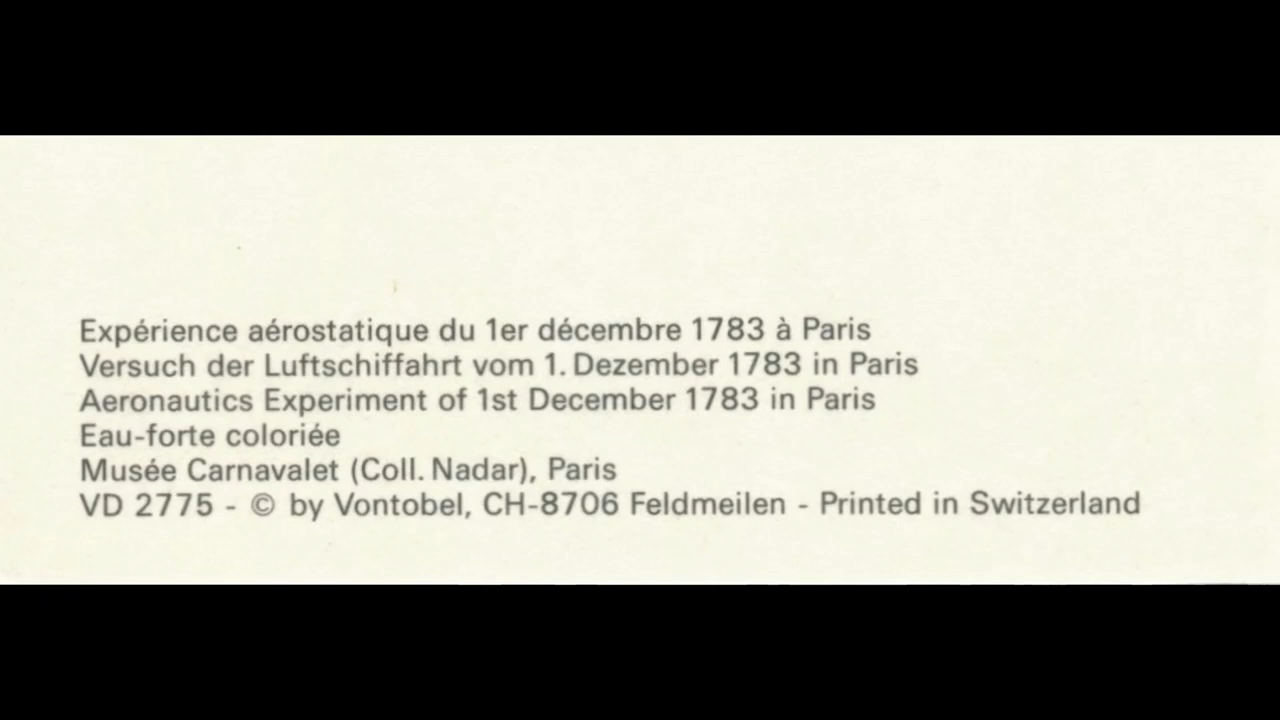 Expérience aérostatique du 1er décembre 1783 à Paris
Versuch der Luftschiffahrt vom 1. Dezember 1783 in Paris
Aeronautics Experiment of 1st December 1783 in Paris
Eau-forte coloriée
Musée Carnavalet (Coll. Nadar), Paris
VD 2775 - © by Vontobel, CH-8706 Feldmeilen - Printed in Switzerland